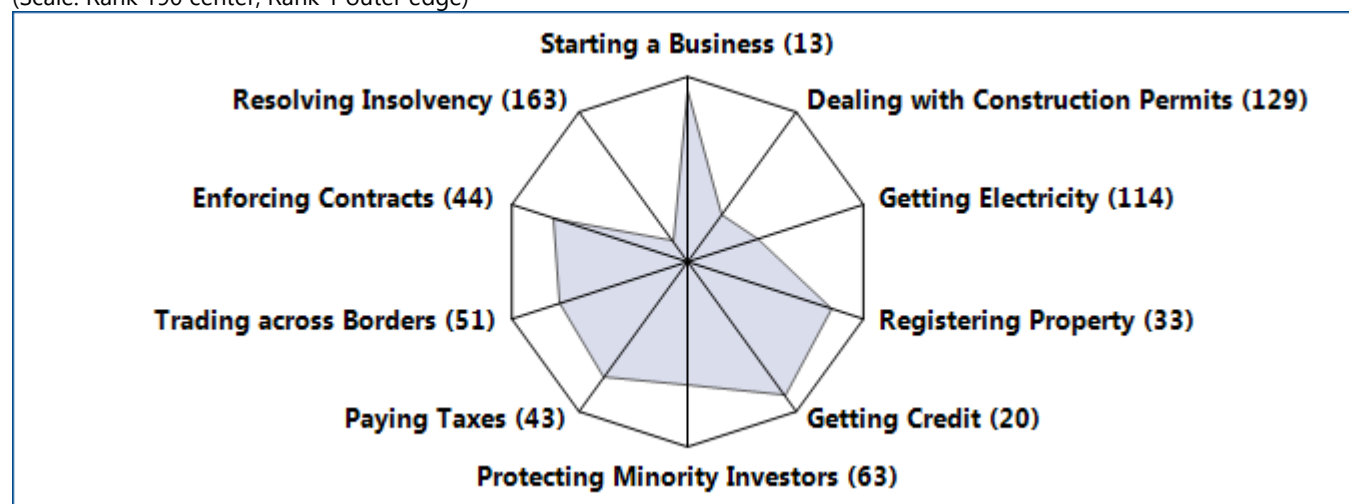 (Scale: Rank 190 center, Rank 1 outer edge)
Starting a Business (13)
Resolving Insolvency (163)
Dealing with Construction Permits (129)
Enforcing Contracts (44)
Getting Electricity (114)
Trading across Borders (51)
Registering Property (33)
Paying Taxes (43)
Getting Credit (20)
Protecting Minority Investors (63)